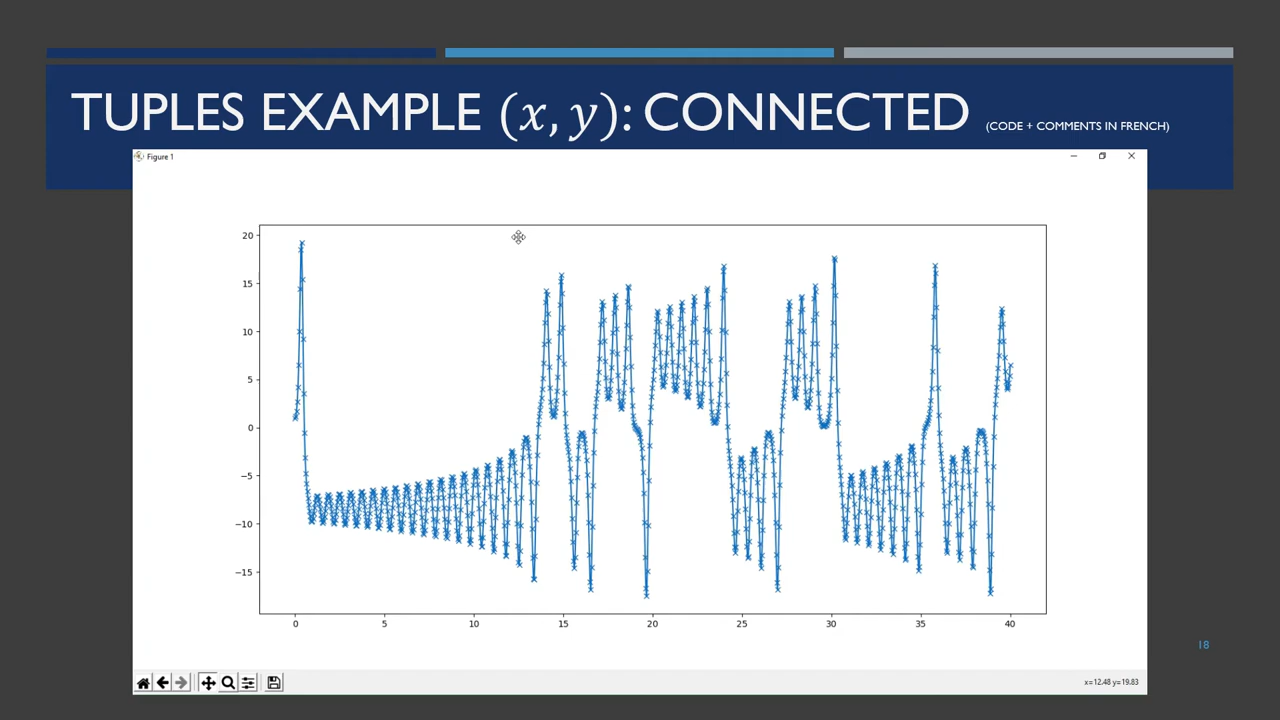 TUPLES EXAMPLE (x, y): CONNECTED (CODE + COMMENTS IN FRENCH)
Figure 1
20
15
10
5
0
−5
−10
−15
0 5 10 15 20 25 30 35 40
18
x=12.48 y=19.83